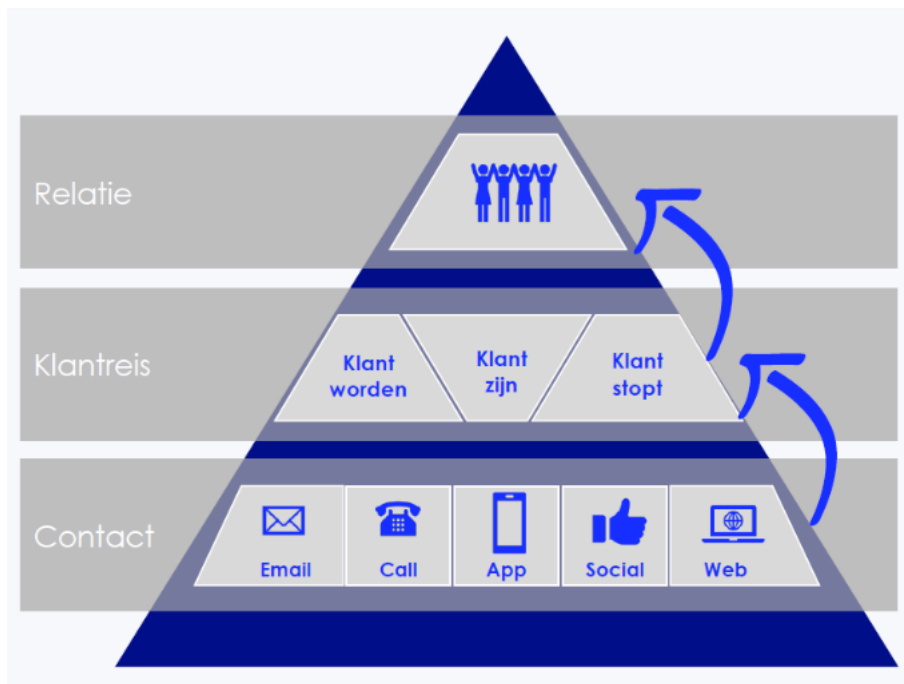 Relatie
Klantreis
Klant
worden
Klant
zijn
Klant
stopt
Contact
Email
Call
App
Social
Web